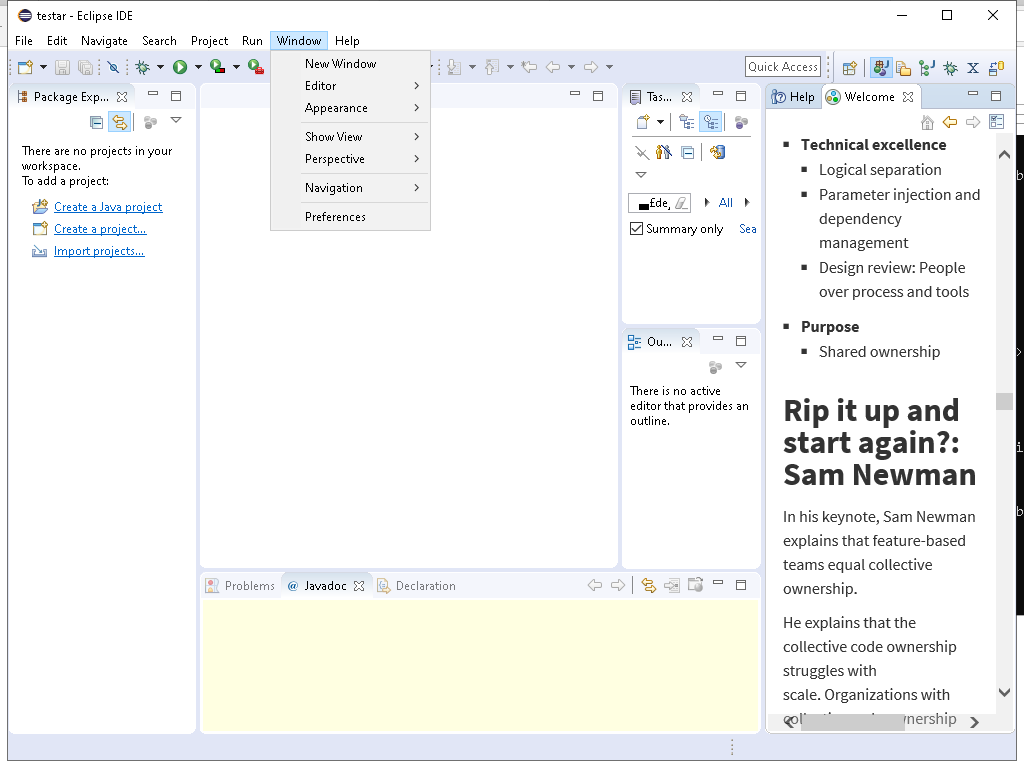 testar - Eclipse IDE
File Edit Navigate Search Project Run Window Help
New Window
Editor
Appearance
Show View
Perspective
Navigation
Preferences
Quick Access
Package Exp...
There are no projects in your
workspace.
To add a project:
Create a Java project
Create a project...
Import projects...
Tas...
All
Summary only
Sea
Ou...
There is no active
editor that provides an
outline.
Problems @ Javadoc Declaration
Help Welcome
Technical excellence
Logical separation
Parameter injection and
dependency
management
Design review: People
over process and tools
Purpose
Shared ownership
Rip it up and
start again?:
Sam Newman
In his keynote, Sam Newman
explains that feature-based
teams equal collective
ownership.
He explains that the
collective code ownership
struggles with
scale. Organizations with